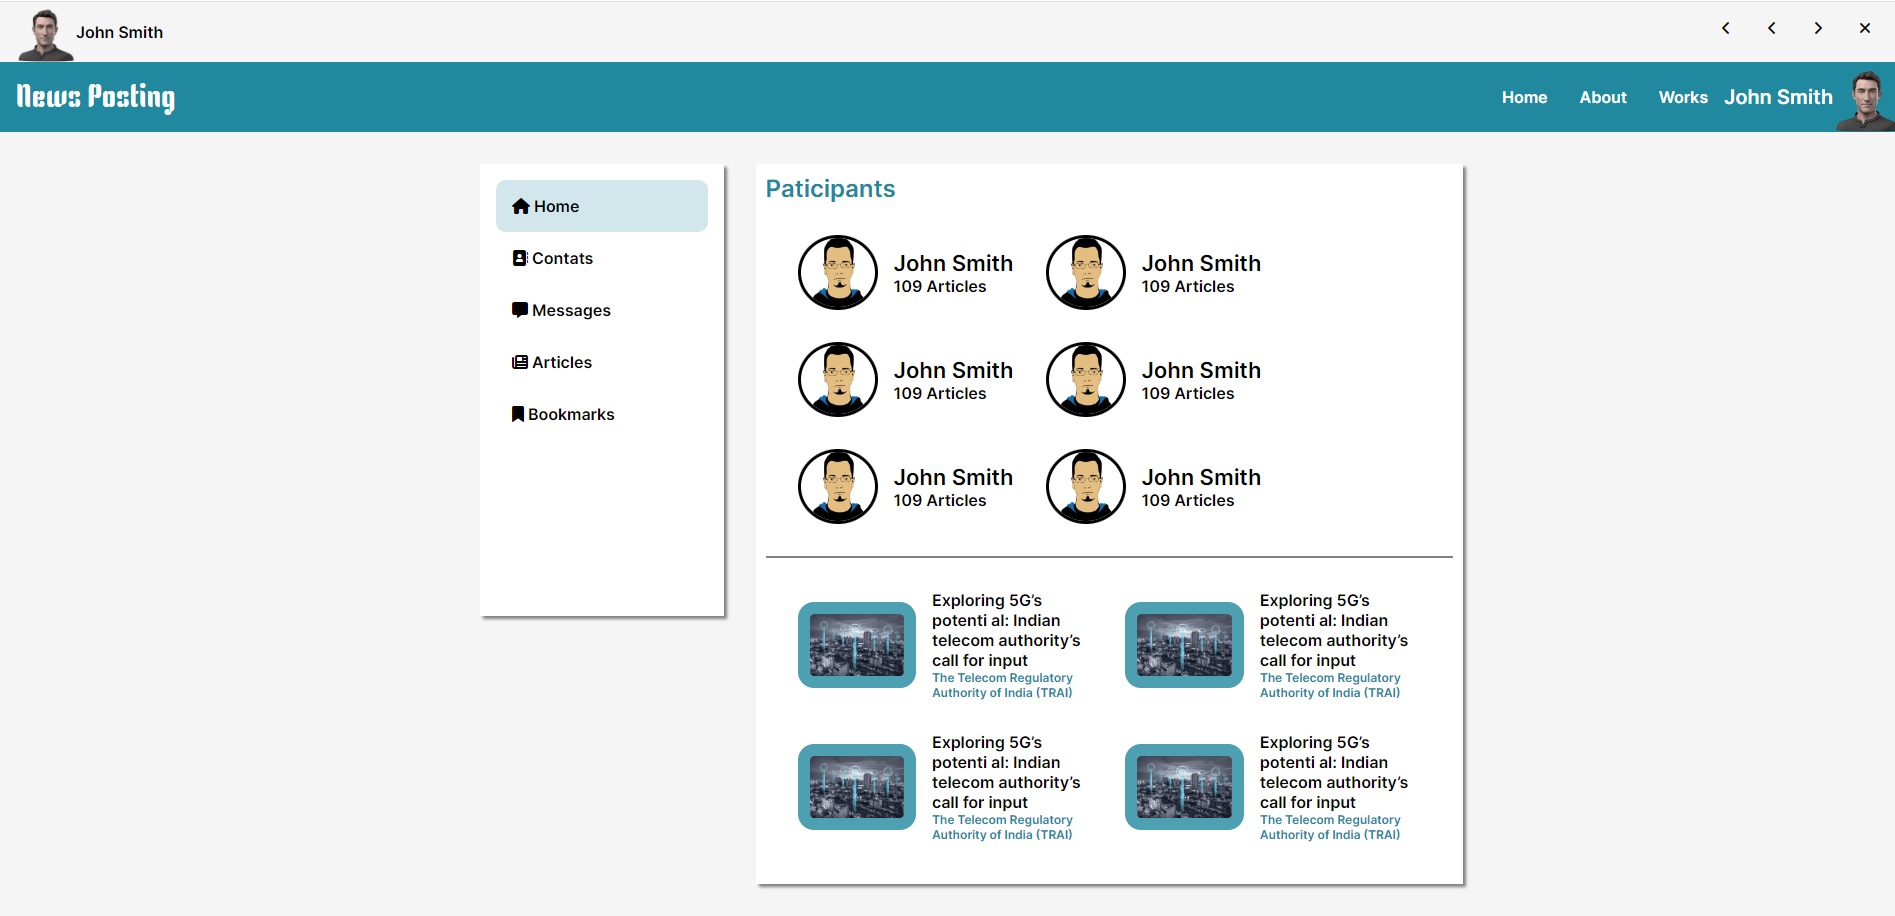 John Smith
News Posting
Home
About
Works
John Smith
Home
Contats
Messages
Articles
Bookmarks
Paticipants
John Smith
109 Articles
John Smith
109 Articles
John Smith
109 Articles
John Smith
109 Articles
John Smith
109 Articles
John Smith
109 Articles
Exploring 5G’s
potenti al: Indian
telecom authority’s
call for input
The Telecom Regulatory
Authority of India (TRAI)
Exploring 5G’s
potenti al: Indian
telecom authority’s
call for input
The Telecom Regulatory
Authority of India (TRAI)
Exploring 5G’s
potenti al: Indian
telecom authority’s
call for input
The Telecom Regulatory
Authority of India (TRAI)
Exploring 5G’s
potenti al: Indian
telecom authority’s
call for input
The Telecom Regulatory
Authority of India (TRAI)